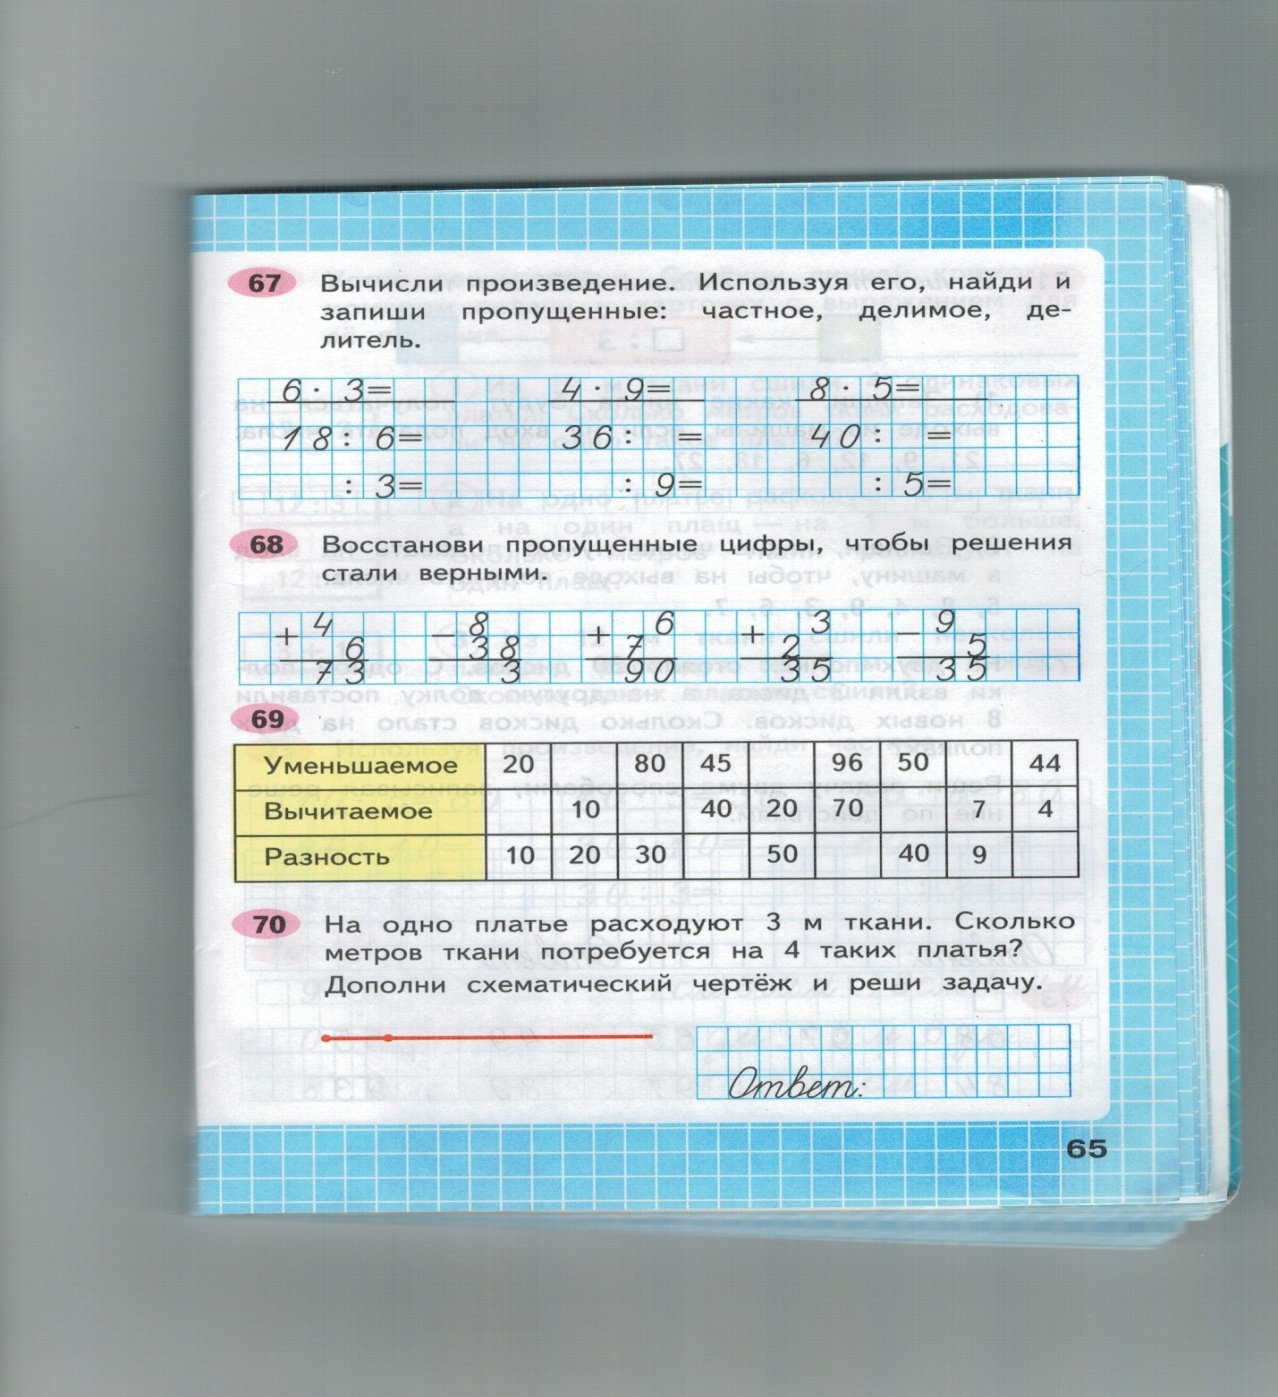 67 Вычисли произведение. Используя его, найди и
запиши пропущенные: частное, делимое, де-
литель.
6 · 3= 4 · 9= 8 · 5=
18 : 6= 36 : = 40 : =
: 3= : 9= : 5=
68 Восстанови пропущенные цифры, чтобы решения
стали верными.
+ 4 − 8 + 6 + 3 − 9
6 38 7 2 5
73 3 90 35 35
69
Уменьшаемое 20 80 45 96 50 44
Вычитаемое 10 40 20 70 7 4
Разность 10 20 30 50 40 9
70 На одно платье расходуют 3 м ткани. Сколько
метров ткани потребуется на 4 таких платья?
Дополни схематический чертёж и реши задачу.
Ответ:
65